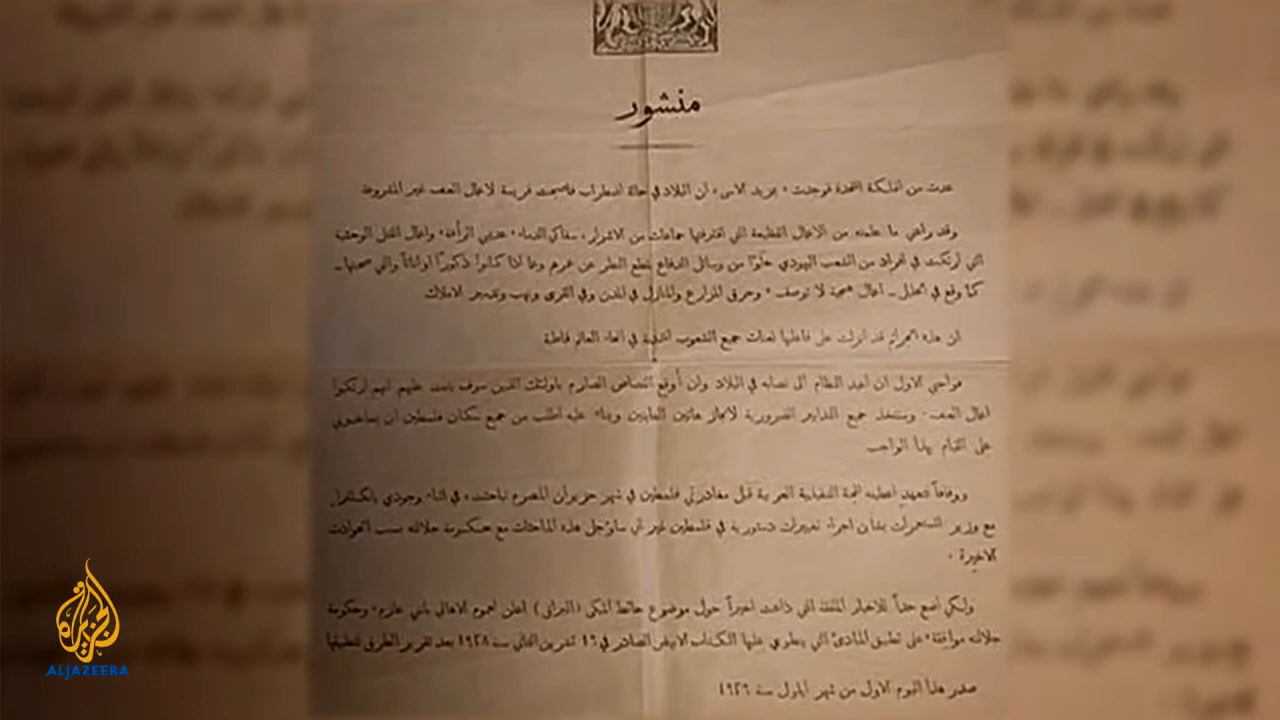 منشور
عدت من المملكة المتحدة فوجدت، بمزيد الاسى، ان البلاد في حالة اضطراب فاصبحت فريسة لاعمال العنف غير المشروعة
وقد راعني ما علمته من الاعمال الفظيعة التي اقترفتها جماعات من الاشرار، سفاكي الدماء، عديمي الرأفة، واعمال القتل الوحشية
التي ارتكبت في افراد من الشعب اليهودي خلوا من وسائل الدفاع بقطع النظر عن عمرهم وعما اذا كانوا ذكورا او اناثا والتي صحبتها –
كما وقع في الخليل – اعمال همجية لا توصف، وحرق المزارع والمنازل في المدن وفي القرى ونهب وتدمير الاملاك
ان هذه الجرائم قد انزلت على فاعليها لعنات جميع الشعوب في انحاء العالم قاطبة
فواجبي الاول ان اعيد النظام الى نصابه في البلاد وان أوقع القصاص الصارم باولئك الذين سوف يثبت عليهم انهم ارتكبوا
اعمال العنف وستتخذ جميع التدابير الضرورية لانجاز هاتين الغايتين وبناء عليه اطلب من جميع سكان فلسطين ان يساعدوني
على القيام بهذا الواجب
ووفاقاً لتعهد اعطيته اللجنة التنفيذية العربية قبل مغادرتي فلسطين في شهر حزيران المنصرم تباحثت، في اثناء وجودي بانكلترا،
مع وزير المستعمرات بشان اجراء تغييرات دستورية في فلسطين غير أني ساوُجل هذه المباحثات مع حكومة جلالته بسبب الحوادث
الاخيرة .
ولكي اضع حداً للاخبار الملفقة التي ذاعت اخيراً حول موضوع حائط المبكى (البراق) اعلن لعموم الاهالي بانني عازم، وحكومة
جلالته موافقة، على تطبيق المبادئ التي ينطوي عليها الكتاب الابيض الصادر في ١٩ تشرين الثاني سنة ١٩٢٨ بعد تقرير الطرق لتطبيقها
صدر هذا اليوم الاول من شهر ايلول سنة ١٩٢٩
الجزيرة
ALJAZEERA